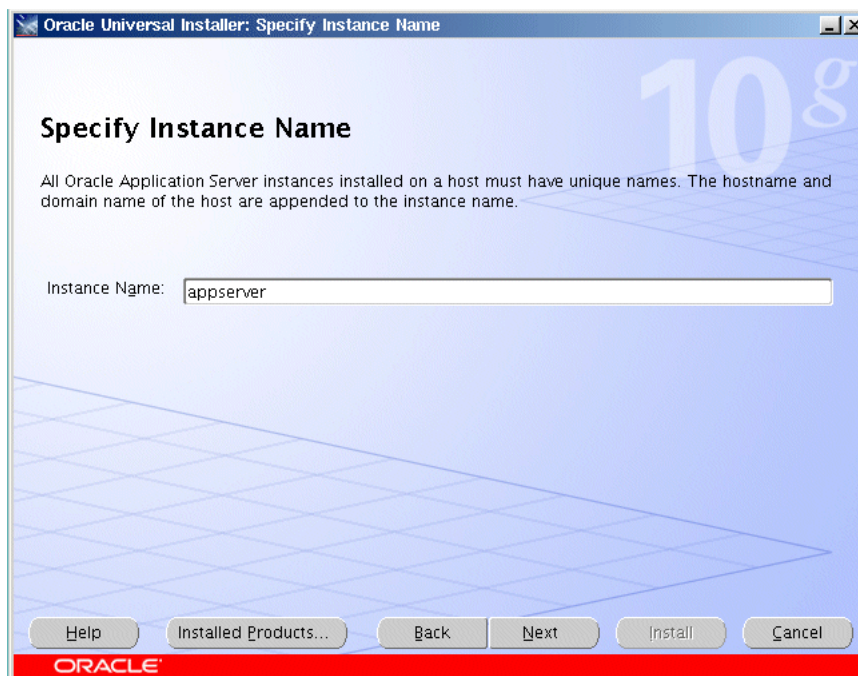 Oracle Universal Installer: Specify Instance Name
10g
Specify Instance Name
All Oracle Application Server instances installed on a host must have unique names. The hostname and
domain name of the host are appended to the instance name.
Instance Name: appserver
Help Installed Products... Back Next Install Cancel
ORACLE